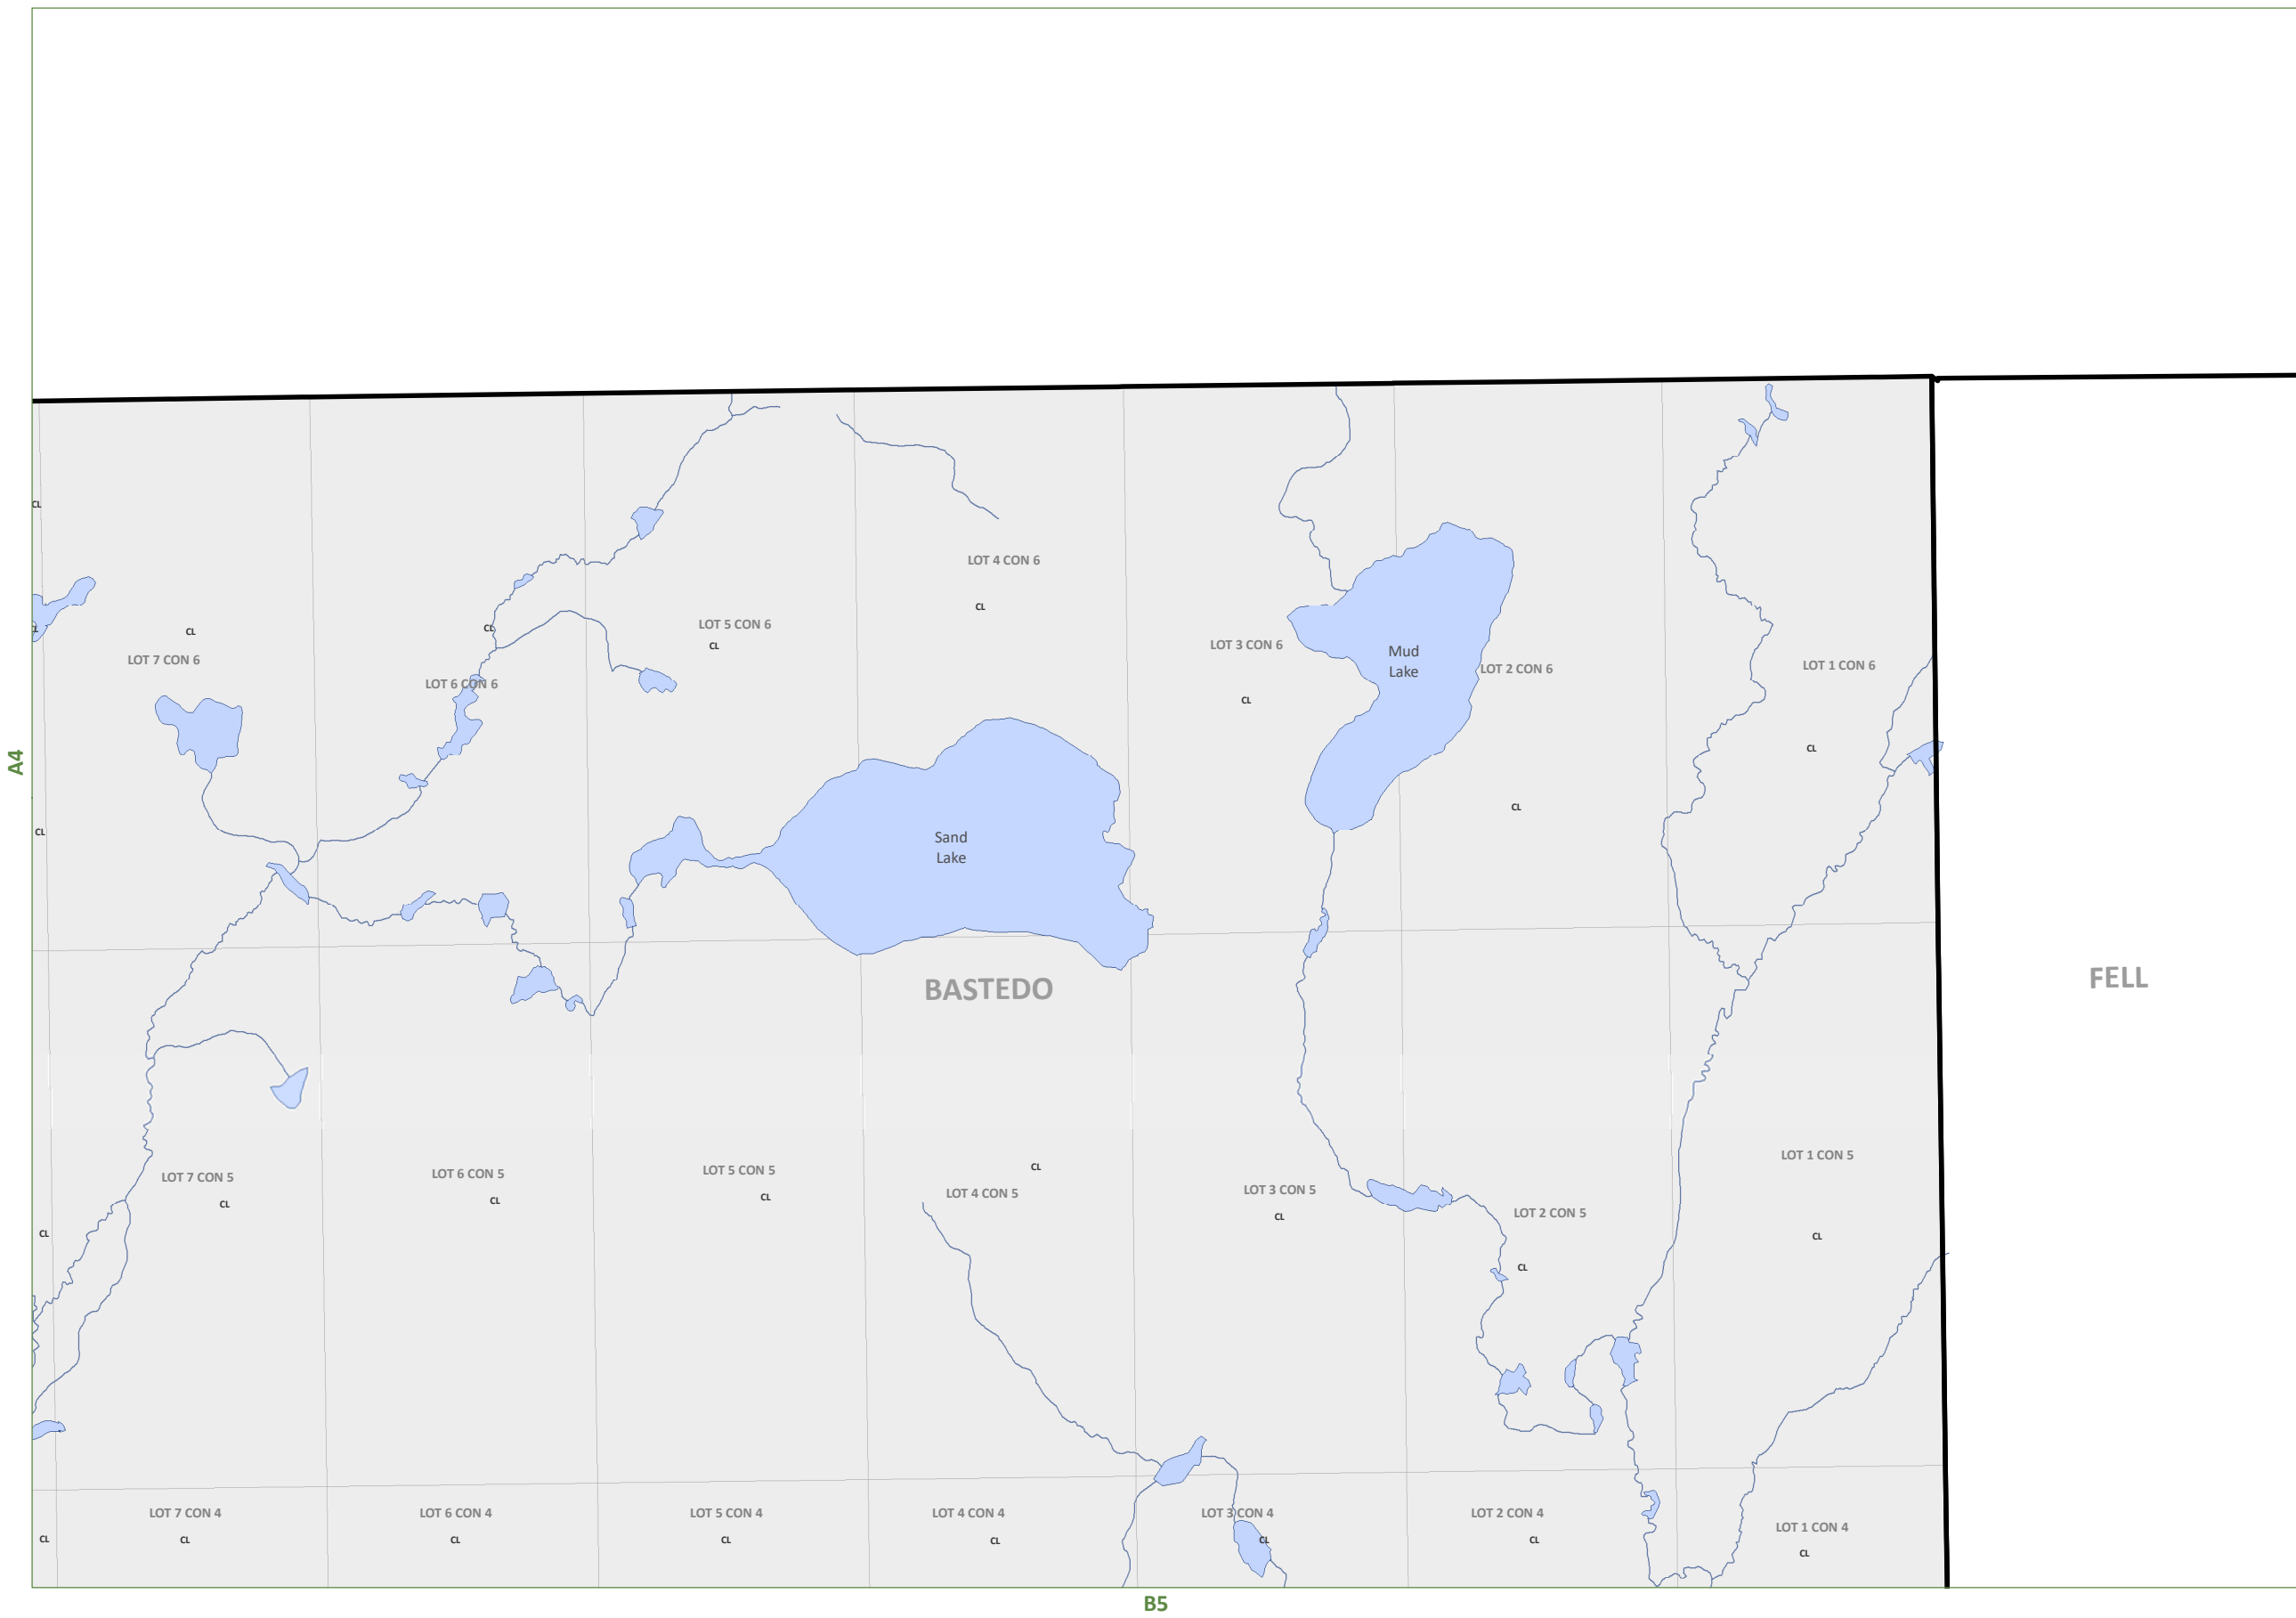 CL
LOT 4 CON 6
CL
LOT 5 CON 6
CL
CL
CL
LOT 7 CON 6
LOT 6 CON 6
LOT 3 CON 6
CL
Mud
Lake
LOT 2 CON 6
CL
LOT 1 CON 6
CL
A4
CL
Sand
Lake
BASTEDO
FELL
LOT 7 CON 5
CL
LOT 6 CON 5
CL
LOT 5 CON 5
CL
CL
LOT 4 CON 5
LOT 3 CON 5
CL
LOT 2 CON 5
CL
LOT 1 CON 5
CL
CL
LOT 7 CON 4
CL
LOT 6 CON 4
CL
LOT 5 CON 4
CL
LOT 4 CON 4
CL
LOT 3 CON 4
CL
LOT 2 CON 4
CL
LOT 1 CON 4
CL
CL
B5